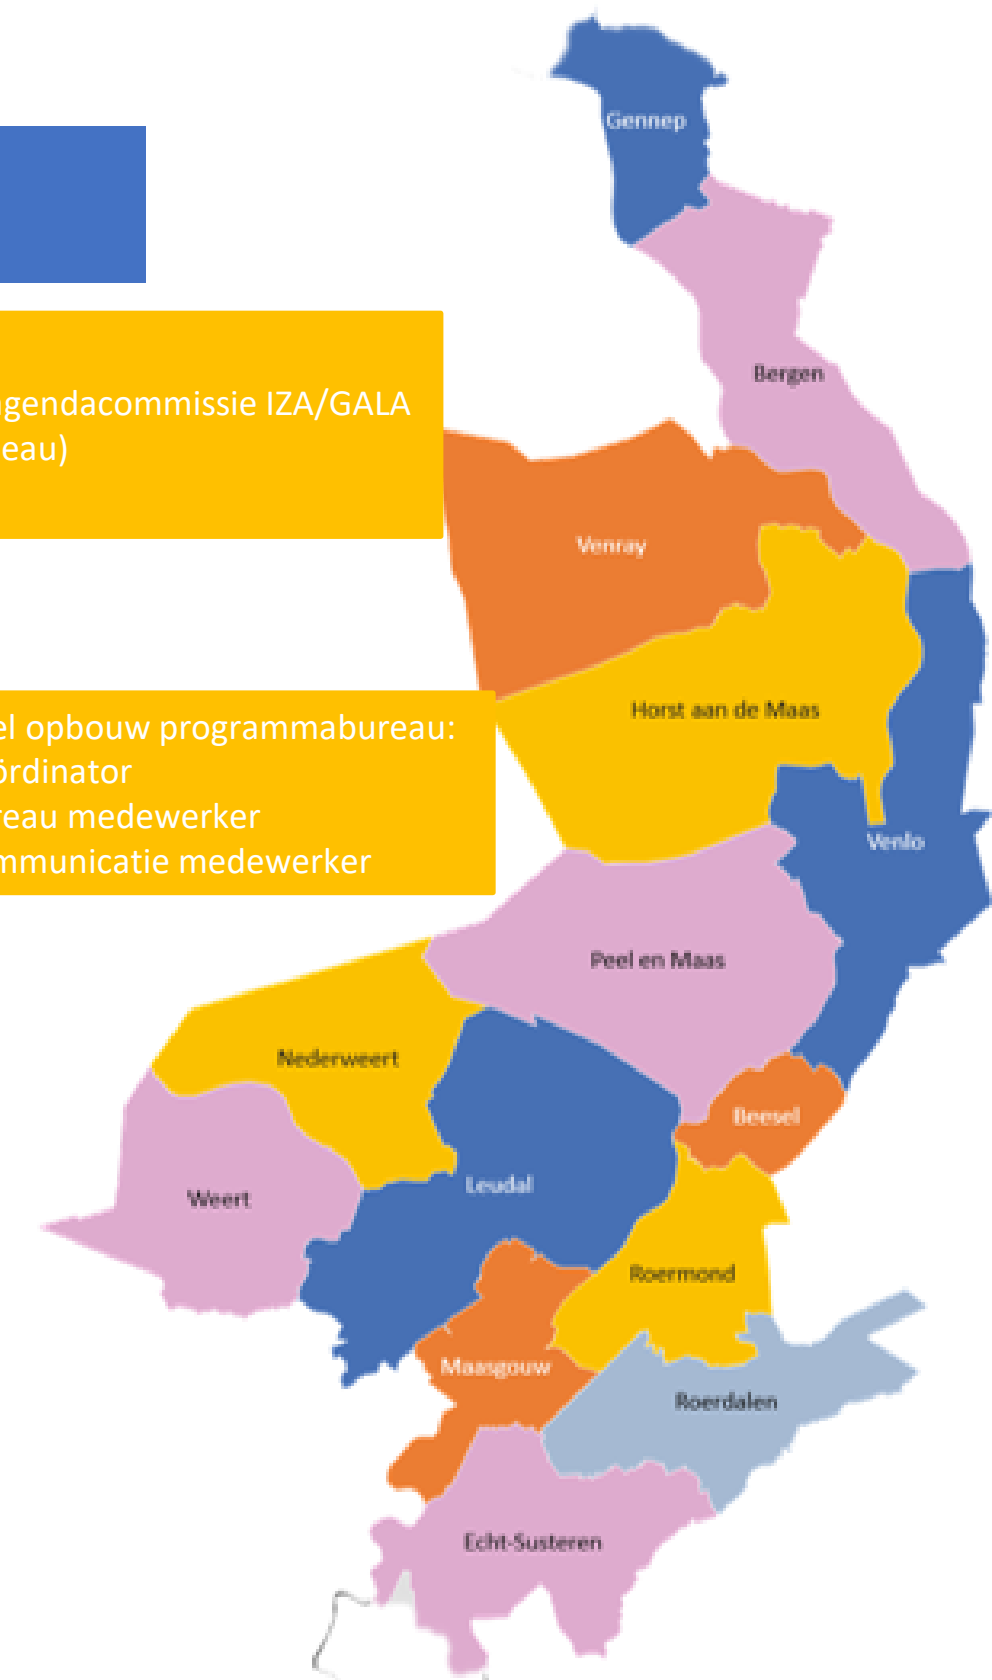 Gennep
Bergen
gendacommissie IZA/GALA
eau)
Venray
Horst aan de Maas
el opbouw programmabureau:
ördinator
reau medewerker
mmunicatie medewerker
Venlo
Peel en Maas
Nederweert
Beesel
Leudal
Weert
Roermond
Maasgouw
Roerdalen
Echt-Susteren